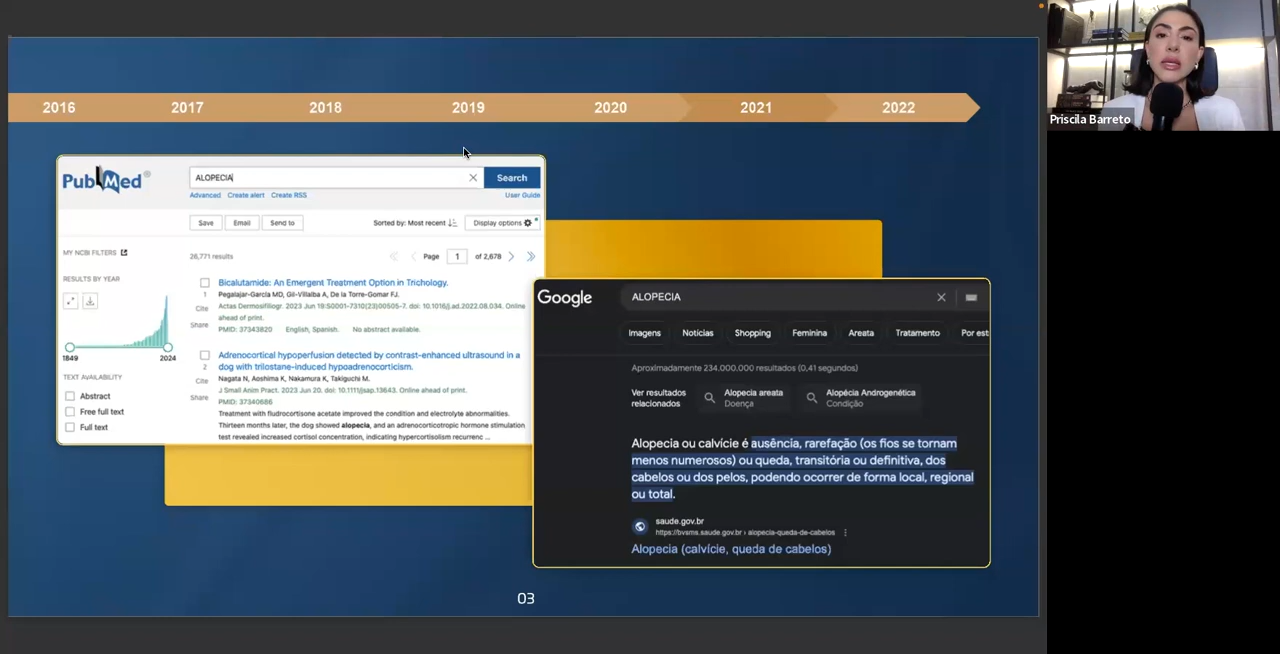 2016 2017 2018 2019 2020 2021 2022
PubMed®
ALOPECIA
Search
Advanced Create alert Create RSS
User Guide
Save Email Send to
Sorted by: Most recent
Display options
MY NCBI FILTERS
26,771 results
Page 1 of 2,678
RESULTS BY YEAR
1849 2024
TEXT AVAILABILITY
Abstract
Free full text
Full text
Bicalutamide: An Emergent Treatment Option in Trichology.
1
Pegalajar-García MD, Gil-Villalba A, De la Torre-Gomar FJ.
Cite
Actas Dermosifiliogr. 2023 Jun 19:S0001-7310(23)00505-7. doi: 10.1016/j.ad.2022.08.034. Online
ahead of print.
Share
PMID: 37343820 English, Spanish. No abstract available.
Adrenocortical hypoperfusion detected by contrast-enhanced ultrasound in a
2
dog with trilostane-induced hypoadrenocorticism.
Cite
Nagata N, Aoshima K, Nakamura K, Takiguchi M.
Share
J Small Anim Pract. 2023 Jun 20. doi: 10.1111/jsap.13643. Online ahead of print.
PMID: 37340686
Treatment with fludrocortisone acetate improved the condition and electrolyte abnormalities.
Thirteen months later, the dog showed alopecia, and an adrenocorticotropic hormone stimulation
test revealed increased cortisol concentration, indicating hypercortisolism recurrenc ...
Google
ALOPECIA
Imagens Notícias Shopping Feminina Areata Tratamento Por est
Aproximadamente 234.000.000 resultados (0,41 segundos)
Ver resultados
relacionados
Alopecia areata
Doença
Alopécia Androgenética
Condição
Alopecia ou calvície é ausência, rarefação (os fios se tornam
menos numerosos) ou queda, transitória ou definitiva, dos
cabelos ou dos pelos, podendo ocorrer de forma local, regional
ou total.
saude.gov.br
https://bvsms.saude.gov.br › alopecia-queda-de-cabelos
Alopecia (calvície, queda de cabelos)
03
Priscila Barreto